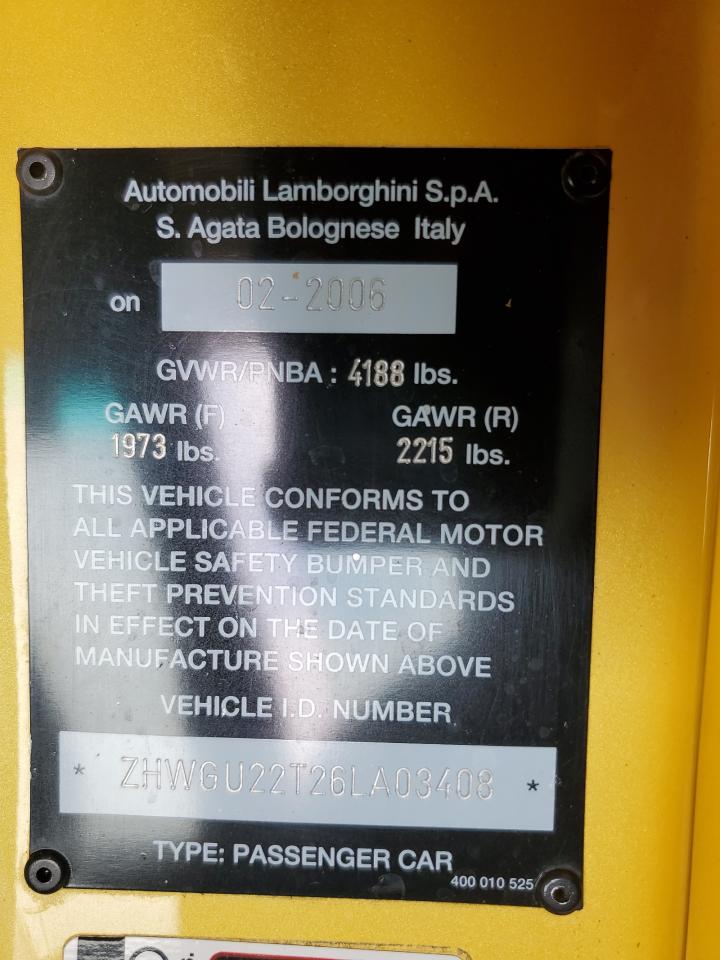 Automobili Lamborghini S.p.A.
S. Agata Bolognese Italy
on 02-2006
GVWR/PNBA : 4188 lbs.
GAWR (F) GAWR (R)
1973 lbs. 2215 lbs.
THIS VEHICLE CONFORMS TO
ALL APPLICABLE FEDERAL MOTOR
VEHICLE SAFETY BUMPER AND
THEFT PREVENTION STANDARDS
IN EFFECT ON THE DATE OF
MANUFACTURE SHOWN ABOVE
VEHICLE I.D. NUMBER
* ZHWGU22T26LA03408 *
TYPE: PASSENGER CAR
400 010 525